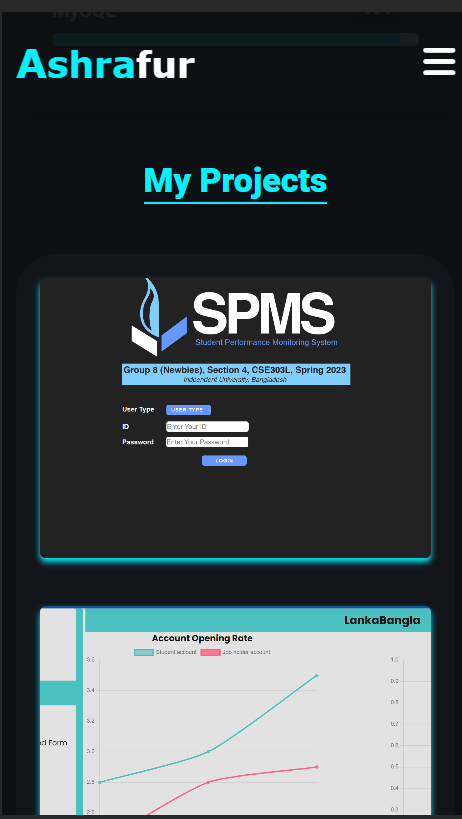 MySQL
Ashrafur
My Projects
SPMS
Student Performance Monitoring System
Group 8 (Newbies), Section 4, CSE303L, Spring 2023
Indeendent University, Bangladesh
User Type USER TYPE
ID Enter Your ID
Password Enter Your Password
LOGIN
LankaBangla
Account Opening Rate
Student account Job holder account
3.6 1.0
3.4 0.9
0.8
3.2 0.7
3.0 0.6
d Form
0.5
2.8 0.4
0.3
2.6